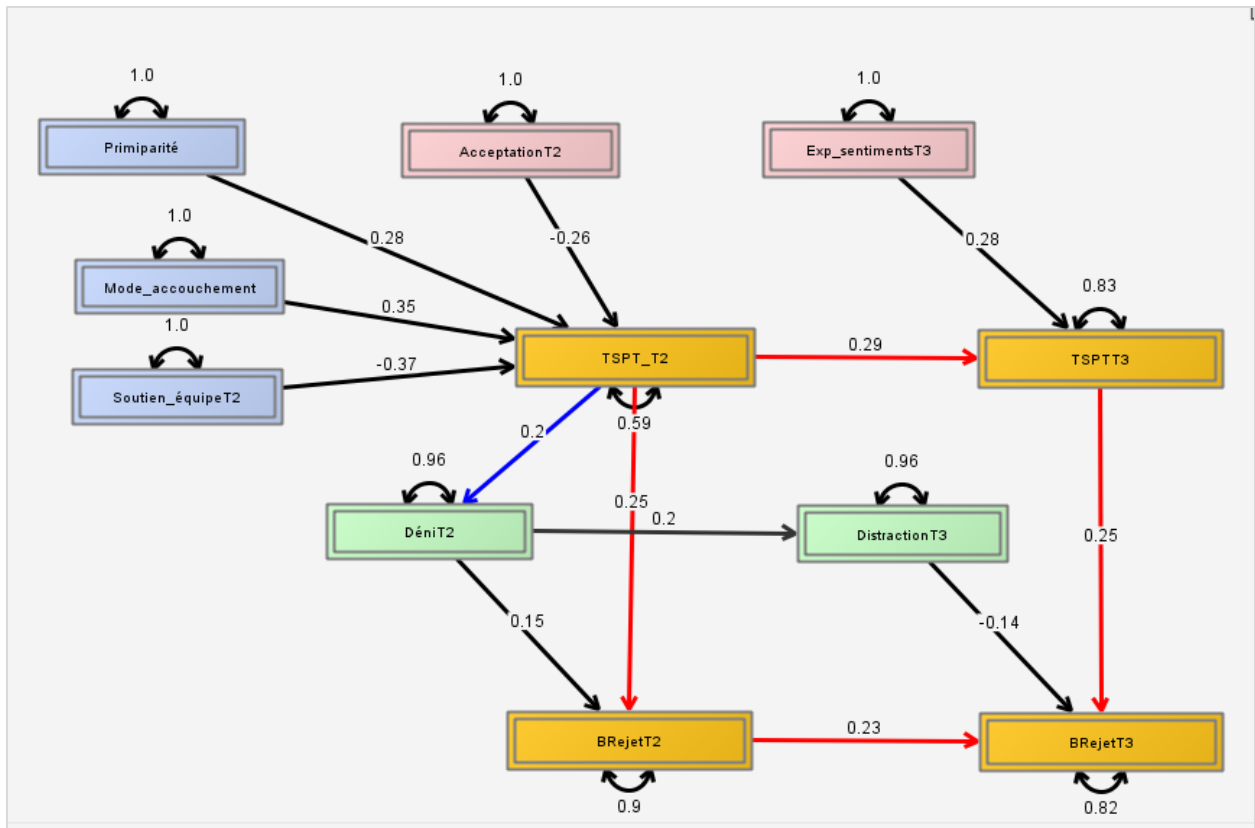 1.0
1.0
1.0
Primiparité
AcceptationT2
Exp_sentimentsT3
1.0
0.28
-0.26
0.28
Mode_accouchement
0.35
0.83
1.0
Soutien_équipeT2
-0.37
TSPT_T2
0.29
TSPTT3
0.59
0.2
0.96
0.96
0.25
0.2
DéniT2
DistractionT3
0.25
0.15
-0.14
BRejetT2
0.23
BRejetT3
0.9
0.82